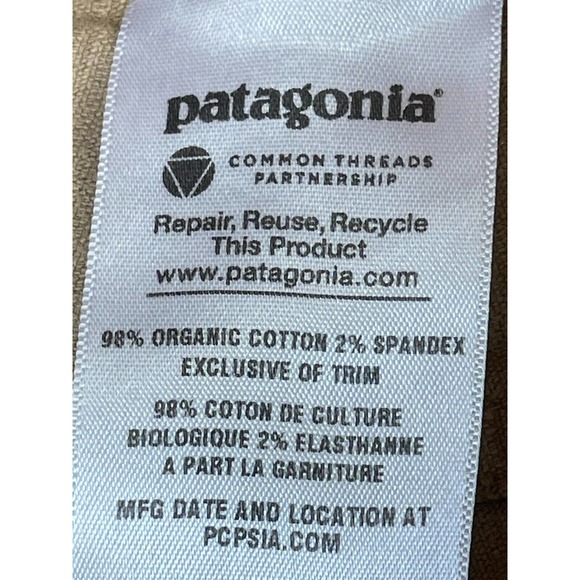 patagonia®
COMMON THREADS
PARTNERSHIP
Repair, Reuse, Recycle
This Product
www.patagonia.com
98% ORGANIC COTTON 2% SPANDEX
EXCLUSIVE OF TRIM
98% COTON DE CULTURE
BIOLOGIQUE 2% ELASTHANNE
A PART LA GARNITURE
MFG DATE AND LOCATION AT
PCPSIA.COM